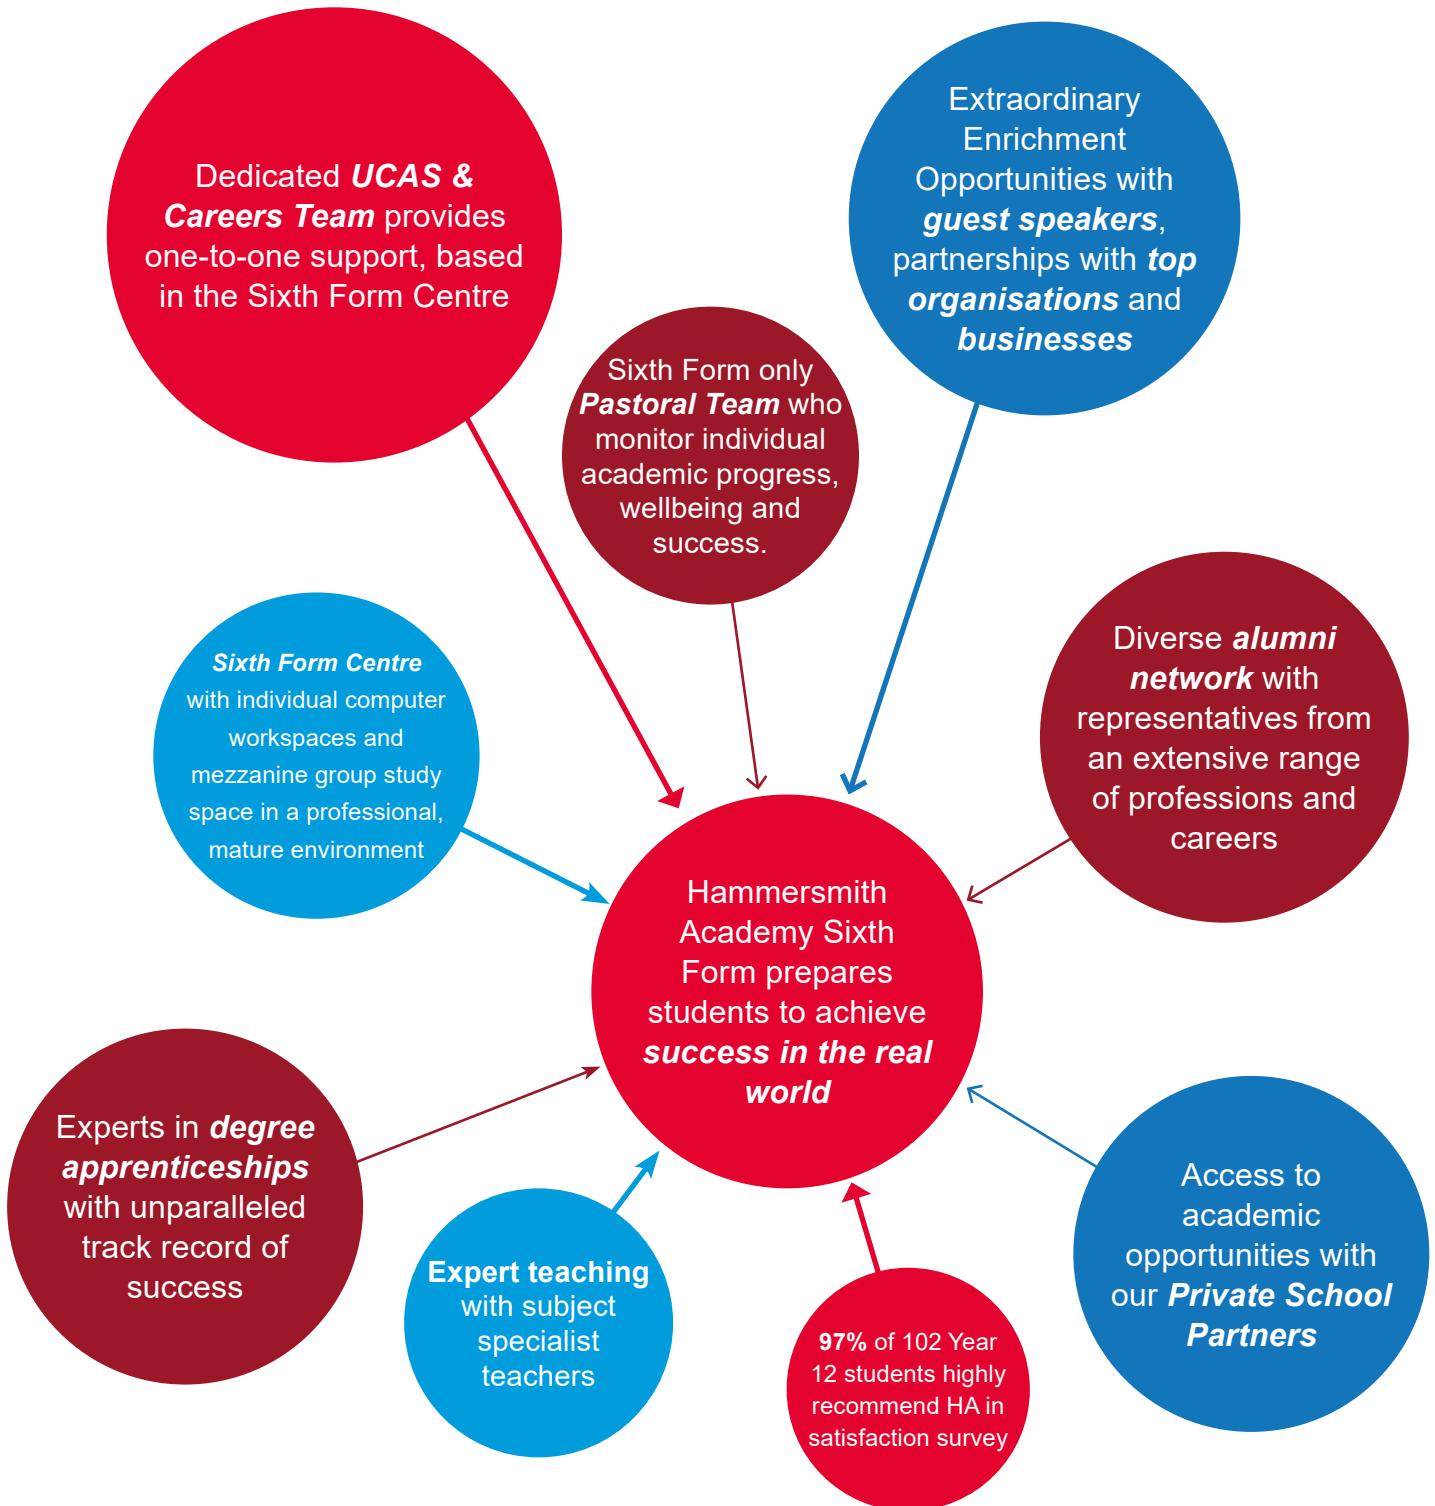 Dedicated UCAS &
Careers Team provides
one-to-one support, based
in the Sixth Form Centre
Extraordinary
Enrichment
Opportunities with
guest speakers,
partnerships with top
organisations and
businesses
Sixth Form only
Pastoral Team who
monitor individual
academic progress,
wellbeing and
success.
Sixth Form Centre
with individual computer
workspaces and
mezzanine group study
space in a professional,
mature environment
Diverse alumni
network with
representatives from
an extensive range
of professions and
careers
Hammersmith
Academy Sixth
Form prepares
students to achieve
success in the real
world
Experts in degree
apprenticeships
with unparalleled
track record of
success
Expert teaching
with subject
specialist
teachers
97% of 102 Year
12 students highly
recommend HA in
satisfaction survey
Access to
academic
opportunities with
our Private School
Partners